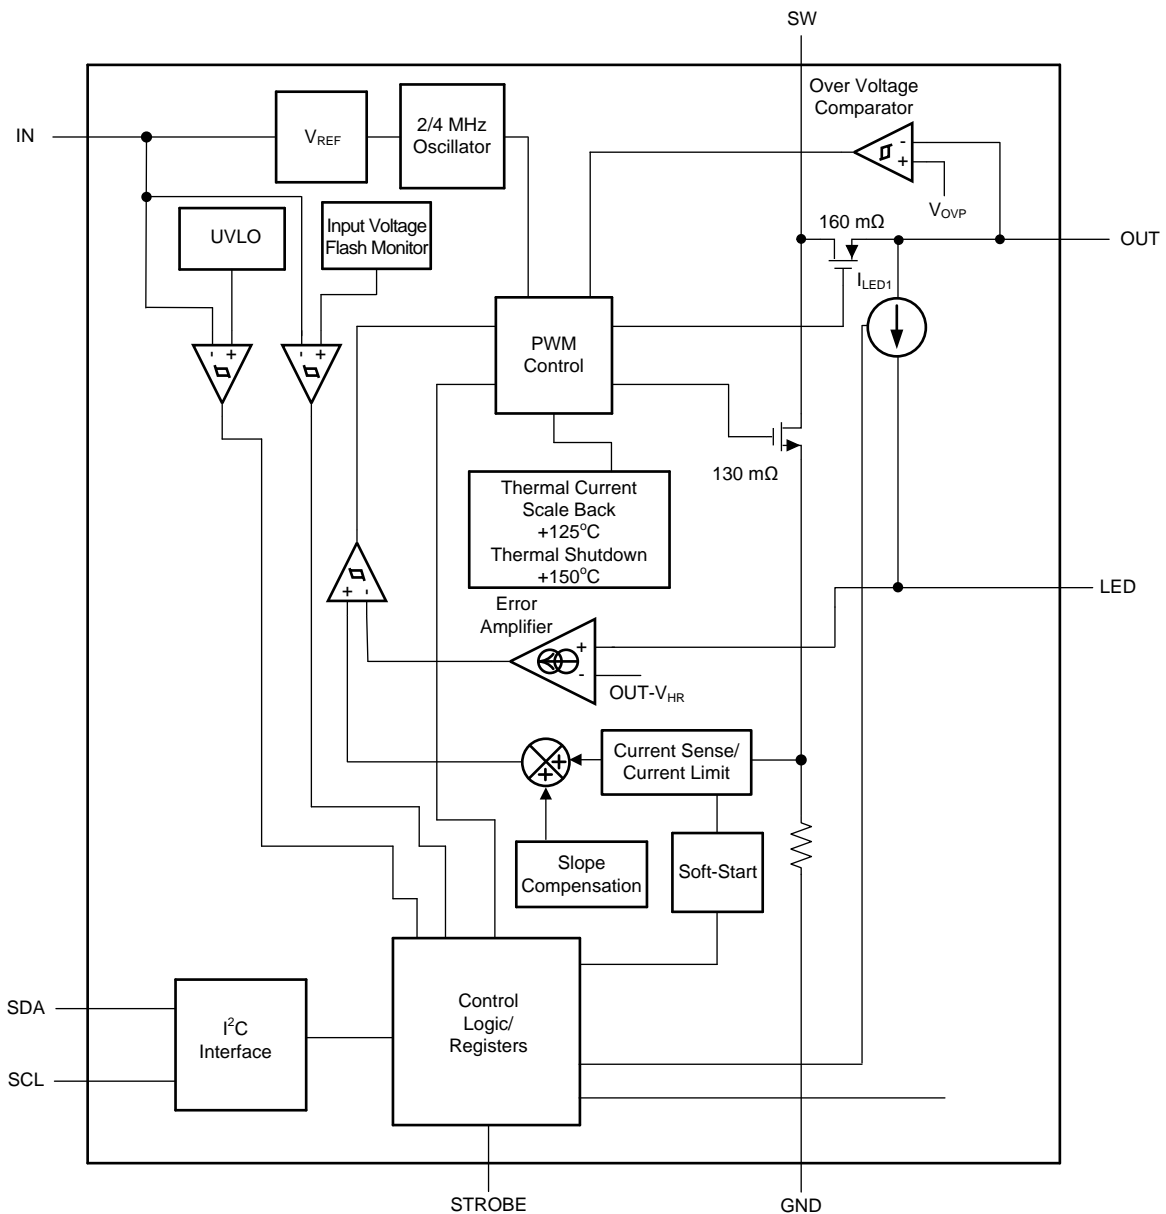 SW
Over Voltage
Comparator
IN
V_REF
2/4 MHz
Oscillator
-
+
V_OVP
UVLO
Input Voltage
Flash Monitor
160 mΩ
OUT
I_LED1
- +
- +
PWM
Control
130 mΩ
Thermal Current
Scale Back
+125°C
Thermal Shutdown
+150°C
+ -
LED
Error
Amplifier
+
-
OUT-V_HR
Current Sense/
Current Limit
+
+
Slope
Compensation
Soft-Start
Control
Logic/
Registers
SDA
I²C
Interface
SCL
STROBE
GND